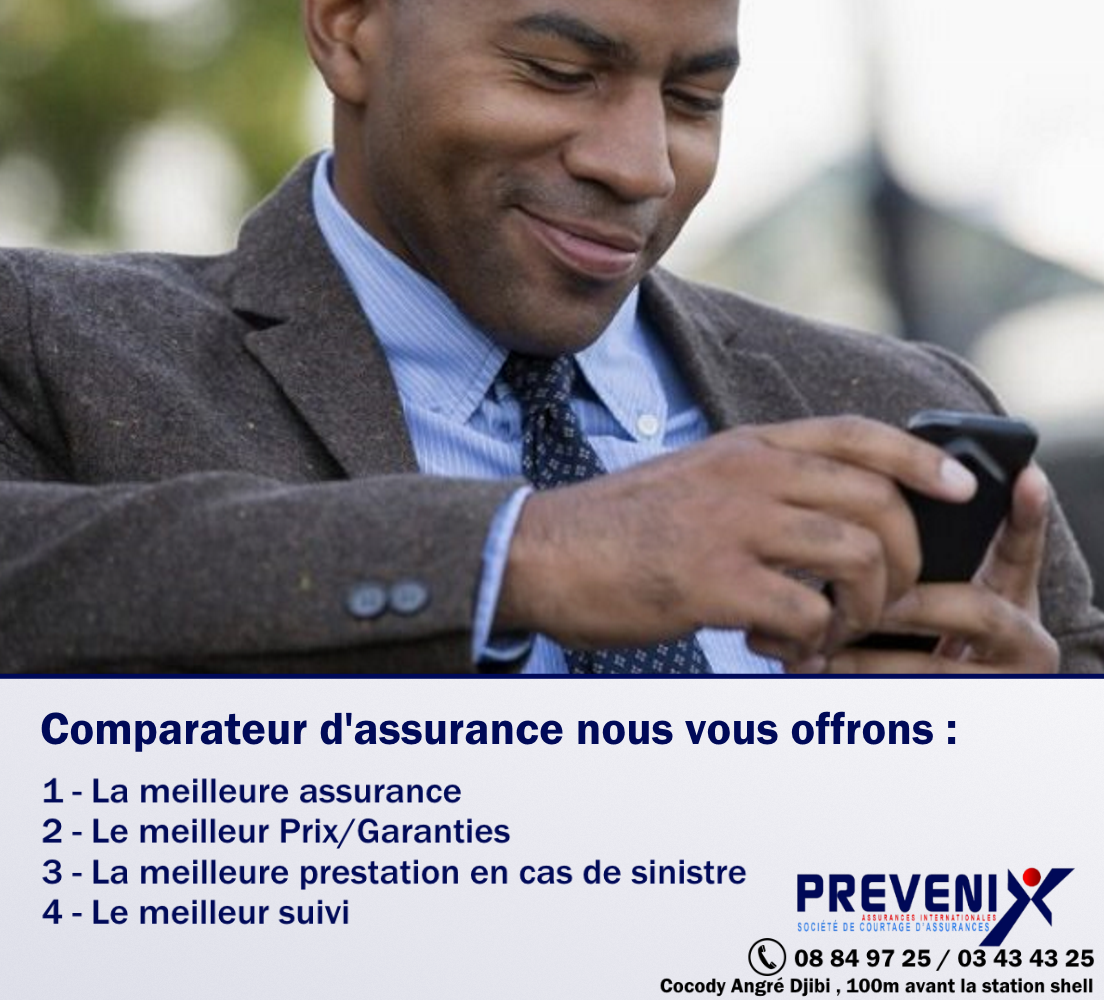 Comparateur d'assurance nous vous offrons :
1 - La meilleure assurance
2 - Le meilleur Prix/Garanties
3 - La meilleure prestation en cas de sinistre
4 - Le meilleur suivi
PREVENIX
ASSURANCES INTERNATIONALES
SOCIÉTÉ DE COURTAGE D'ASSURANCES
08 84 97 25 / 03 43 43 25
Cocody Angré Djibi , 100m avant la station shell